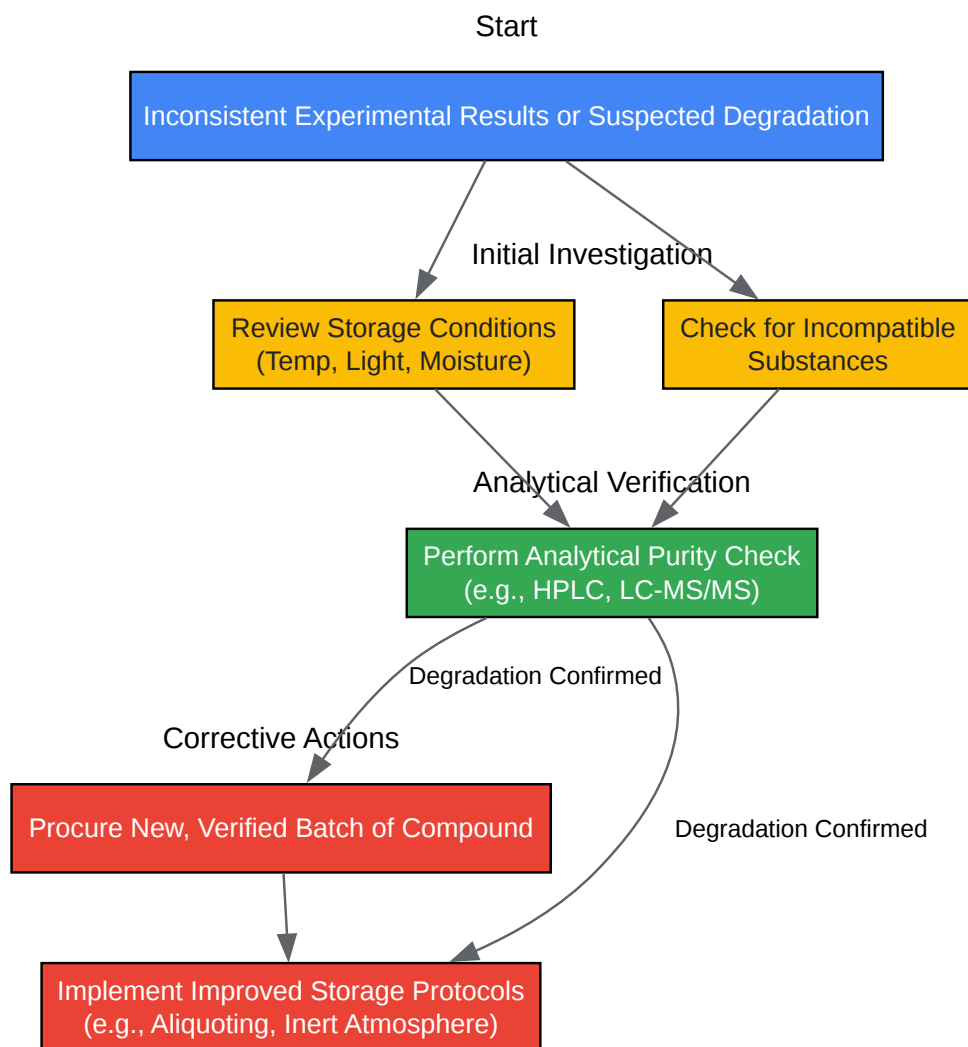 Start
Inconsistent Experimental Results or Suspected Degradation
Initial Investigation
Review Storage Conditions
(Temp, Light, Moisture)
Check for Incompatible
Substances
Analytical Verification
Perform Analytical Purity Check
(e.g., HPLC, LC-MS/MS)
Degradation Confirmed
Corrective Actions
Procure New, Verified Batch of Compound
Degradation Confirmed
Implement Improved Storage Protocols
(e.g., Aliquoting, Inert Atmosphere)